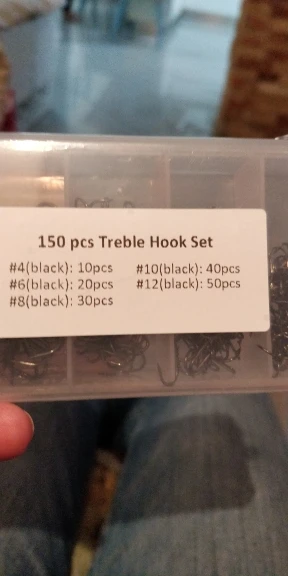 150 pcs Treble Hook Set
#4(black): 10pcs #10(black): 40pcs
#6(black): 20pcs #12(black): 50pcs
#8(black): 30pcs